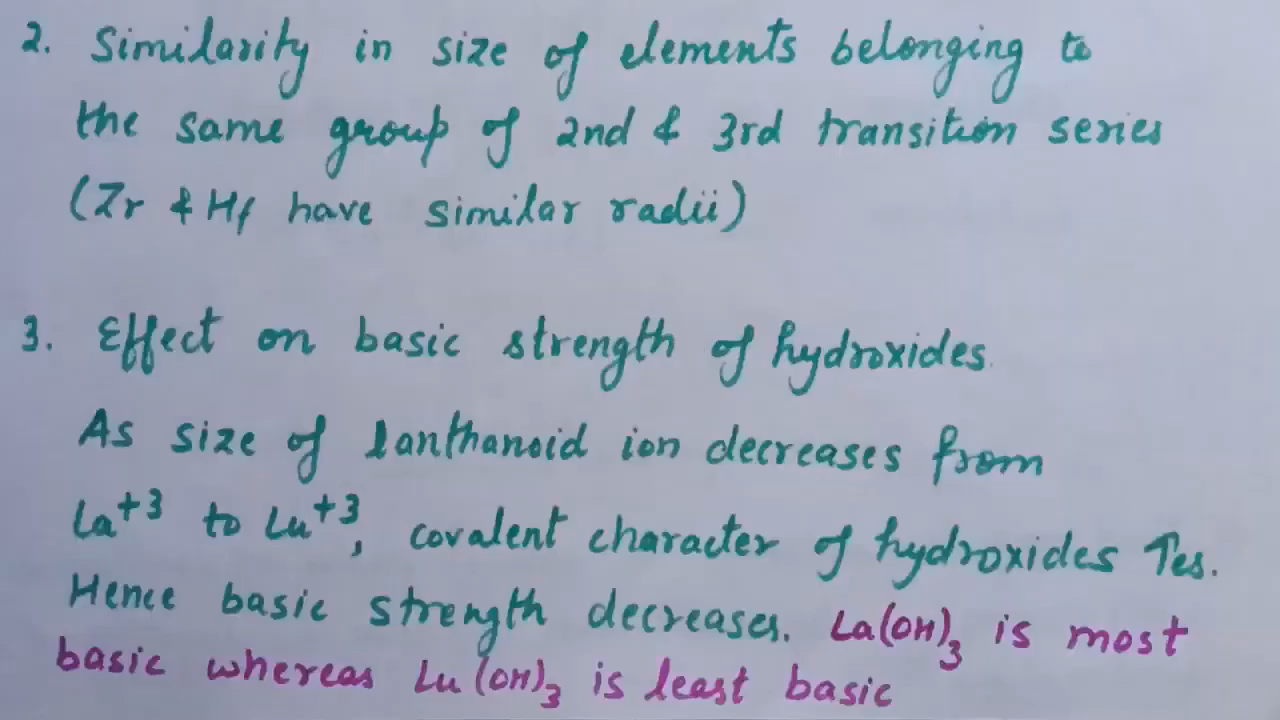 2. Similarity in size of elements belonging to
the same group of 2nd & 3rd transition series
(Zr & Hf have similar radii)
3. Effect on basic strength of hydroxides.
As size of lanthanoid ion decreases from
La⁺³ to Lu⁺³, covalent character of hydroxides ↑es.
Hence basic strength decreases. La(OH)₃ is most
basic whereas Lu(OH)₃ is least basic